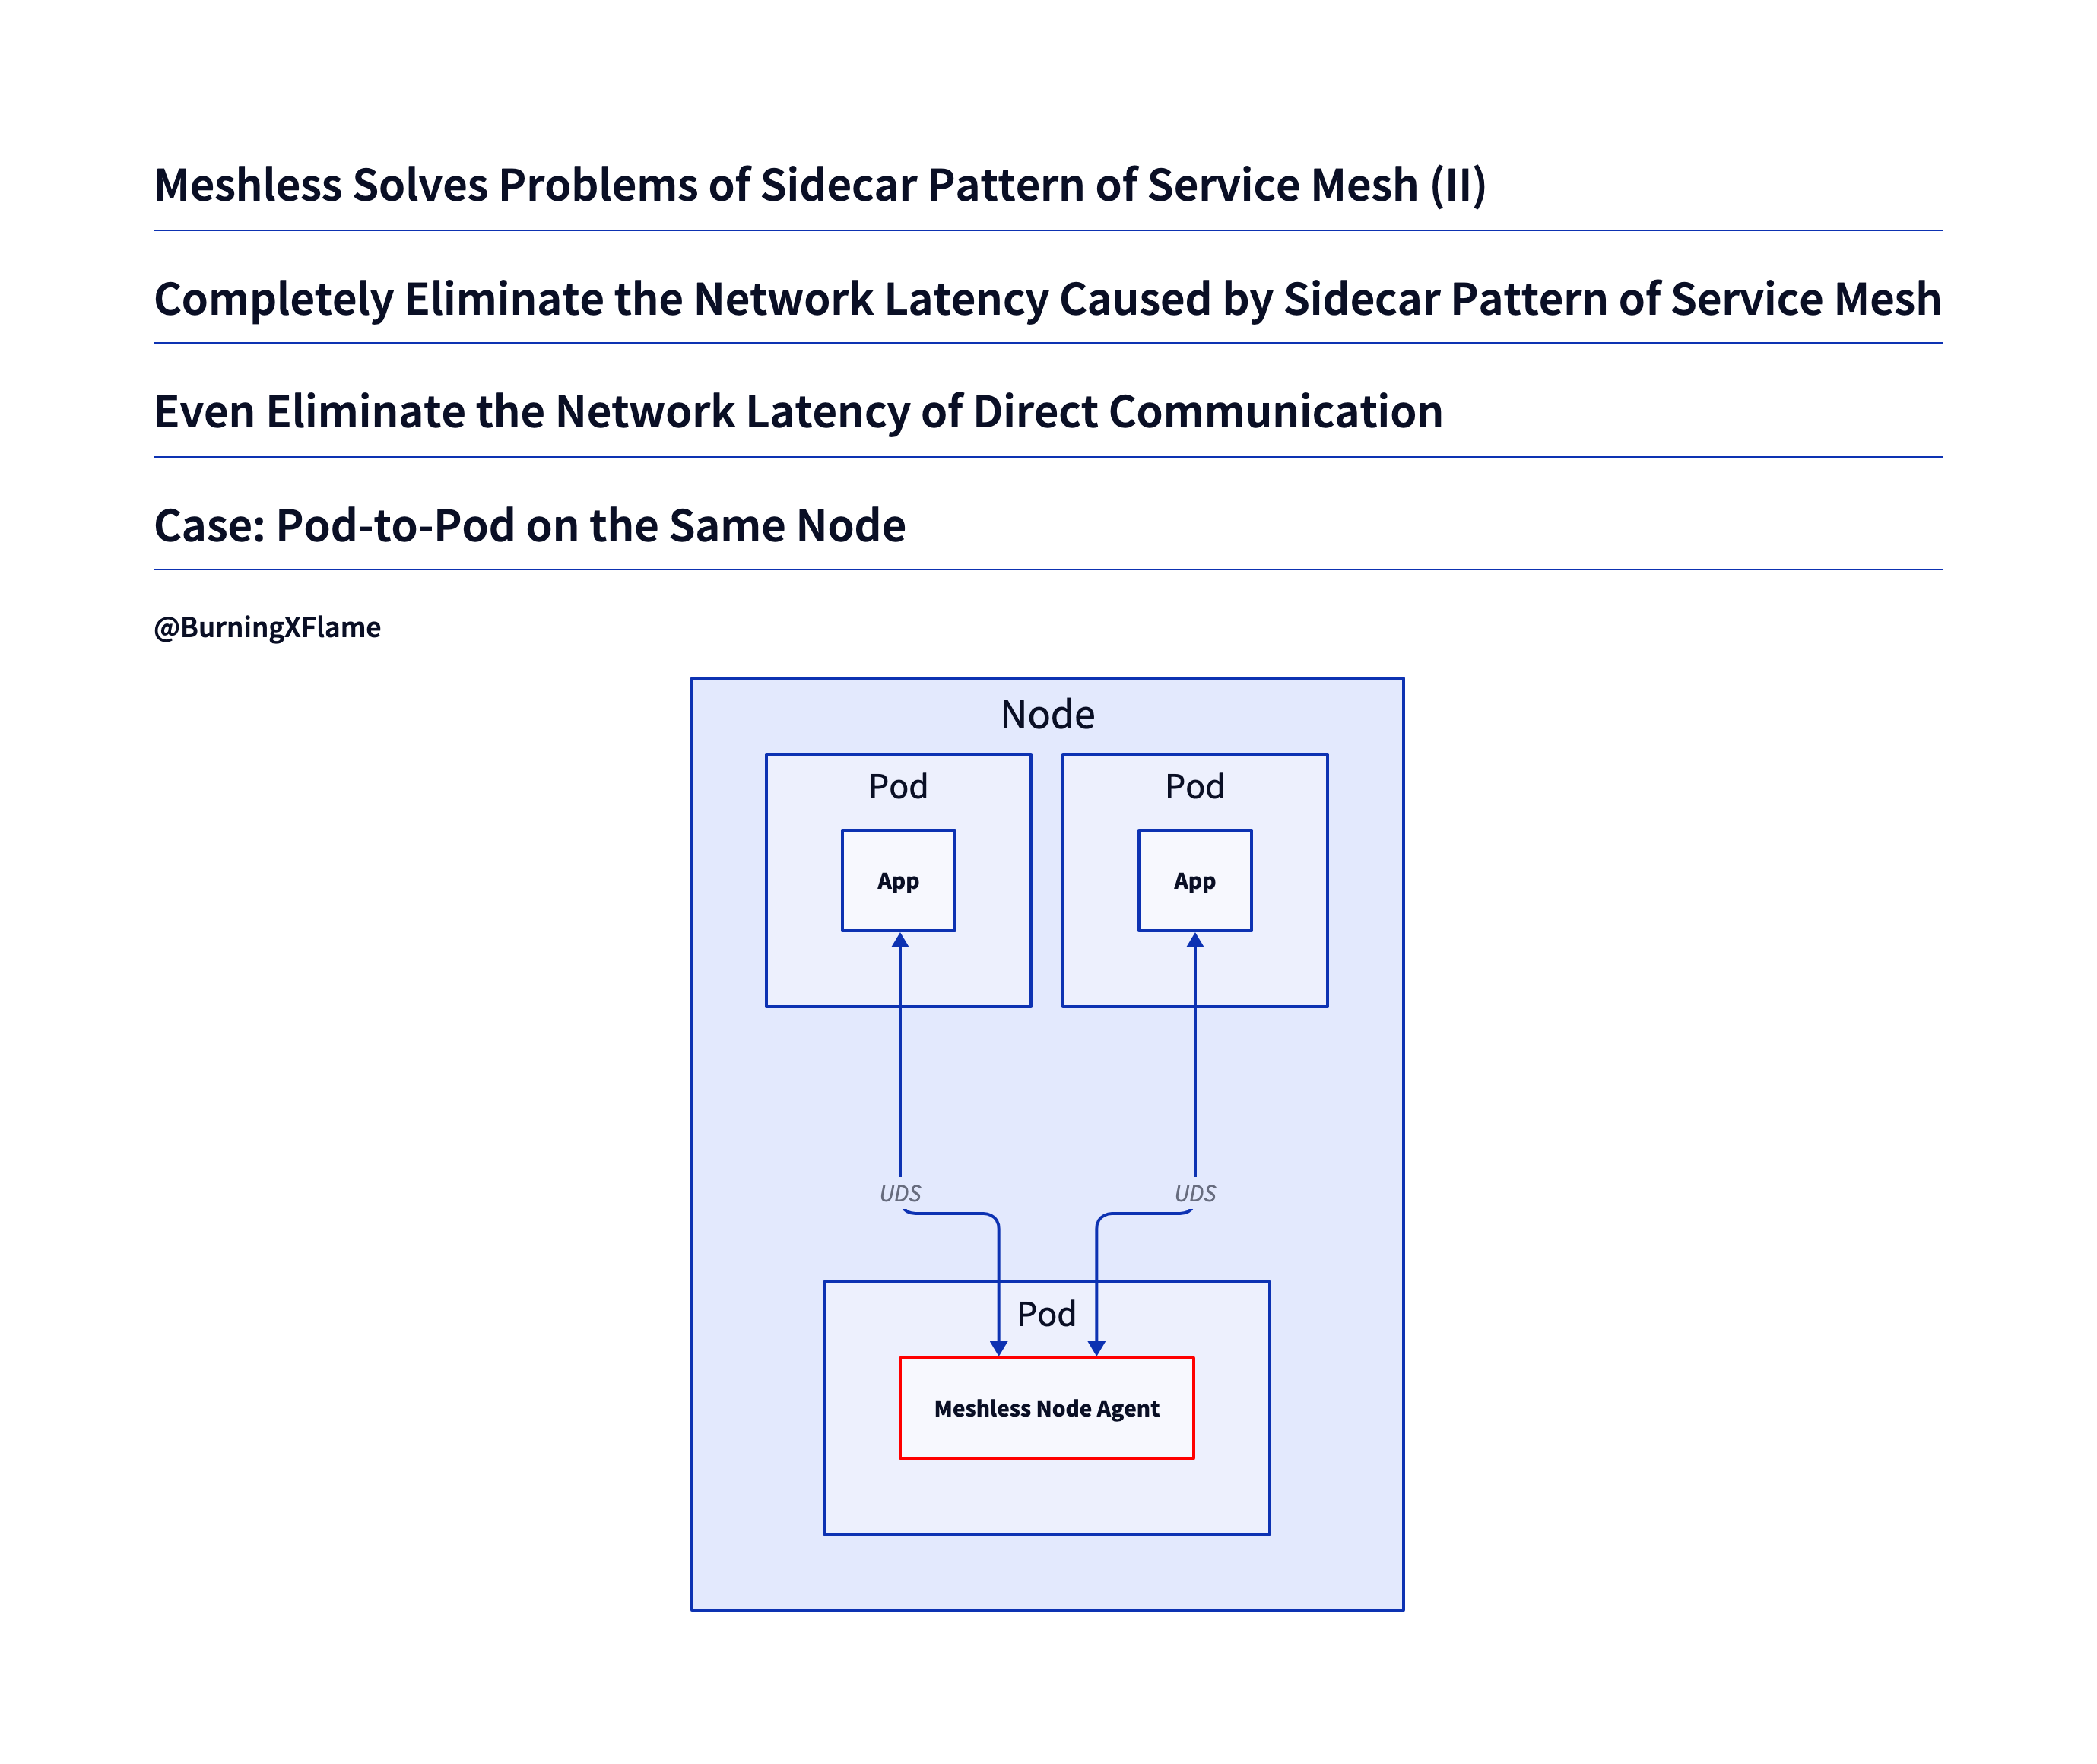 Meshless Solves Problems of Sidecar Pattern of Service Mesh (II)
Completely Eliminate the Network Latency Caused by Sidecar Pattern of Service Mesh
Even Eliminate the Network Latency of Direct Communication
Case: Pod-to-Pod on the Same Node
@BurningXFlame
Node
Pod
Pod
App
App
UDS
UDS
Pod
Meshless Node Agent